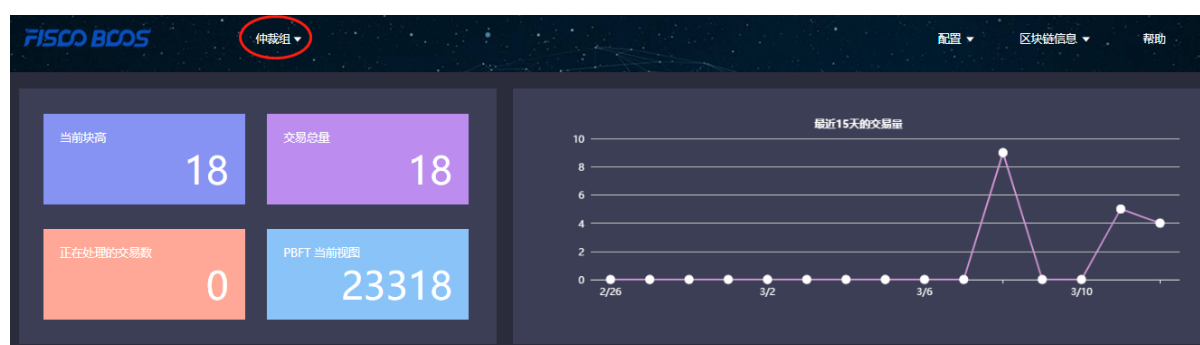 FISCO BCOS 仲裁组 配置 区块链信息 帮助
当前块高
18
交易总量
18
正在处理的交易数
0
PBFT 当前视图
23318
最近15天的交易量
10
8
6
4
2
0
2/26 3/2 3/6 3/10